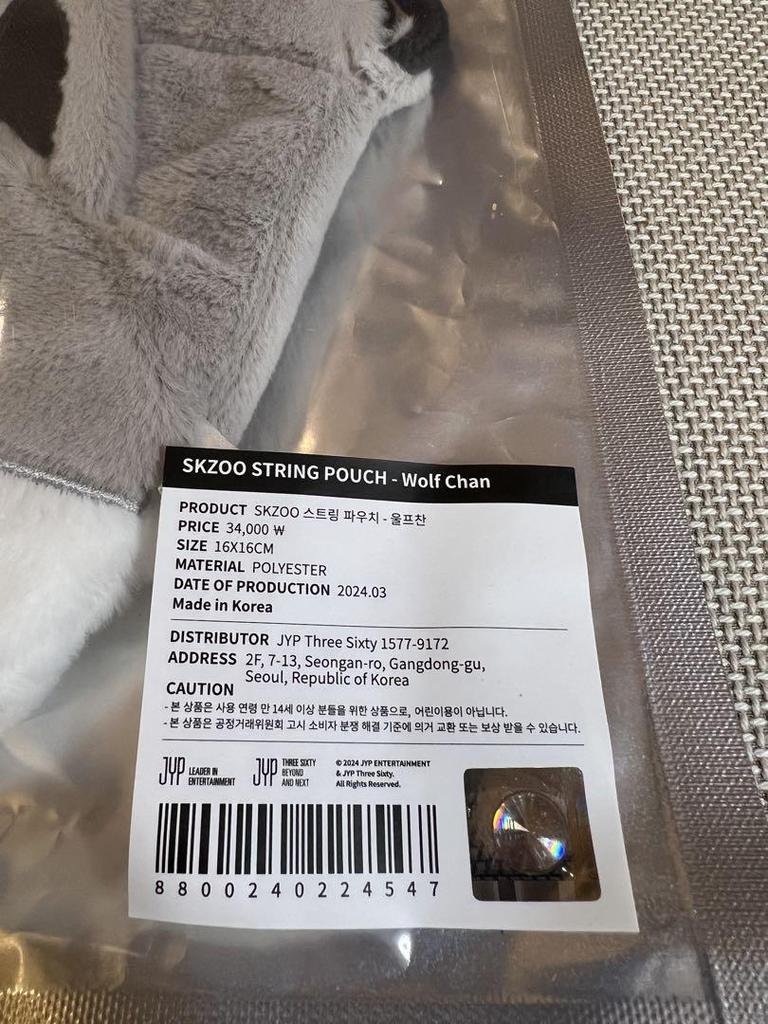 SKZOO STRING POUCH - Wolf Chan
PRODUCT SKZOO 스트링 파우치 - 울프찬
PRICE 34,000 ₩
SIZE 16X16CM
MATERIAL POLYESTER
DATE OF PRODUCTION 2024.03
Made in Korea
DISTRIBUTOR JYP Three Sixty 1577-9172
ADDRESS 2F, 7-13, Seongan-ro, Gangdong-gu,
Seoul, Republic of Korea
CAUTION
- 본 상품은 사용 연령 만 14세 이상 분들을 위한 상품으로, 어린이용이 아닙니다.
- 본 상품은 공정거래위원회 고시 소비자 분쟁 해결 기준에 의거 교환 또는 보상 받을 수 있습니다.
JYP LEADER IN
ENTERTAINMENT
JYP THREE SIXTY
BEYOND
AND NEXT
© 2024 JYP ENTERTAINMENT
& JYP Three Sixty.
All Rights Reserved.
8800240224547